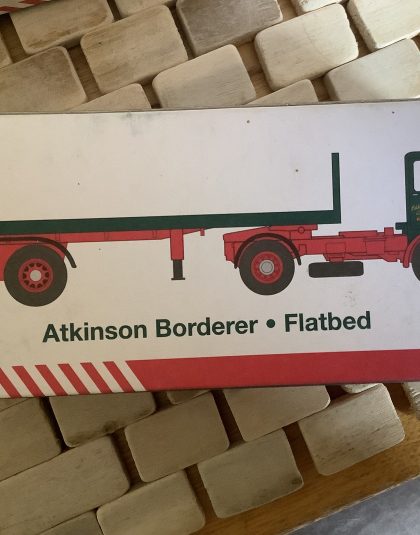 Atkinson Borderer • Flatbed